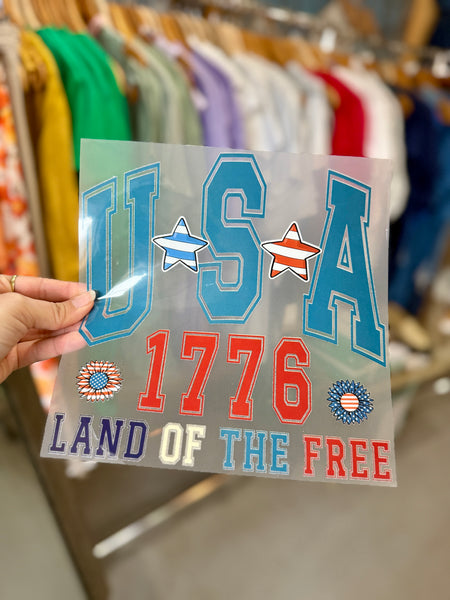 USA
1776
LAND OF THE FREE